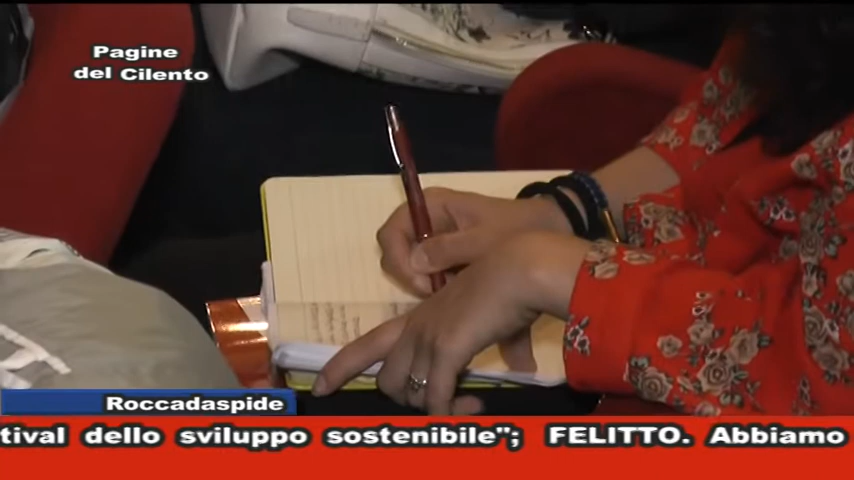 Pagine
del Cilento
Roccadaspide
tival dello sviluppo sostenibile"; FELITTO. Abbiamo